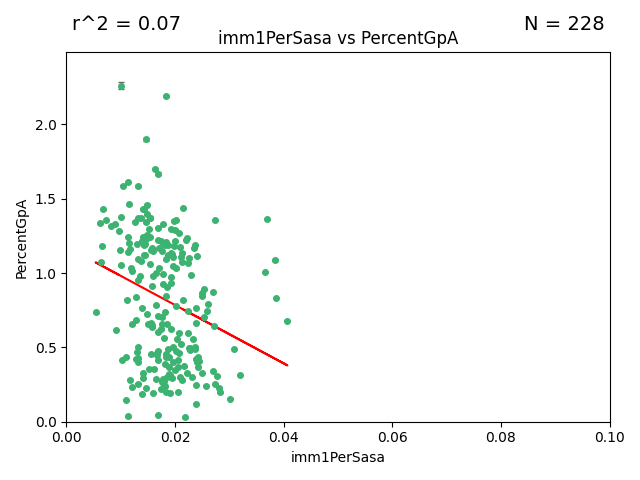 r^2 = 0.07
N = 228
imm1PerSasa vs PercentGpA
PercentGpA
2.0
1.5
1.0
0.5
0.0
0.00 0.02 0.04 0.06 0.08 0.10
imm1PerSasa